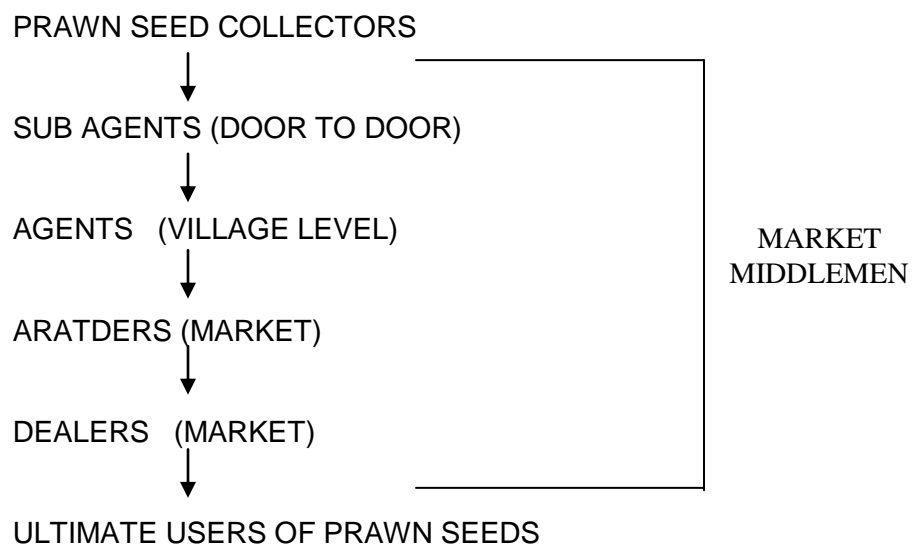 PRAWN SEED COLLECTORS
SUB AGENTS (DOOR TO DOOR)
AGENTS (VILLAGE LEVEL)
ARATDERS (MARKET)
DEALERS (MARKET)
ULTIMATE USERS OF PRAWN SEEDS
MARKET
MIDDLEMEN